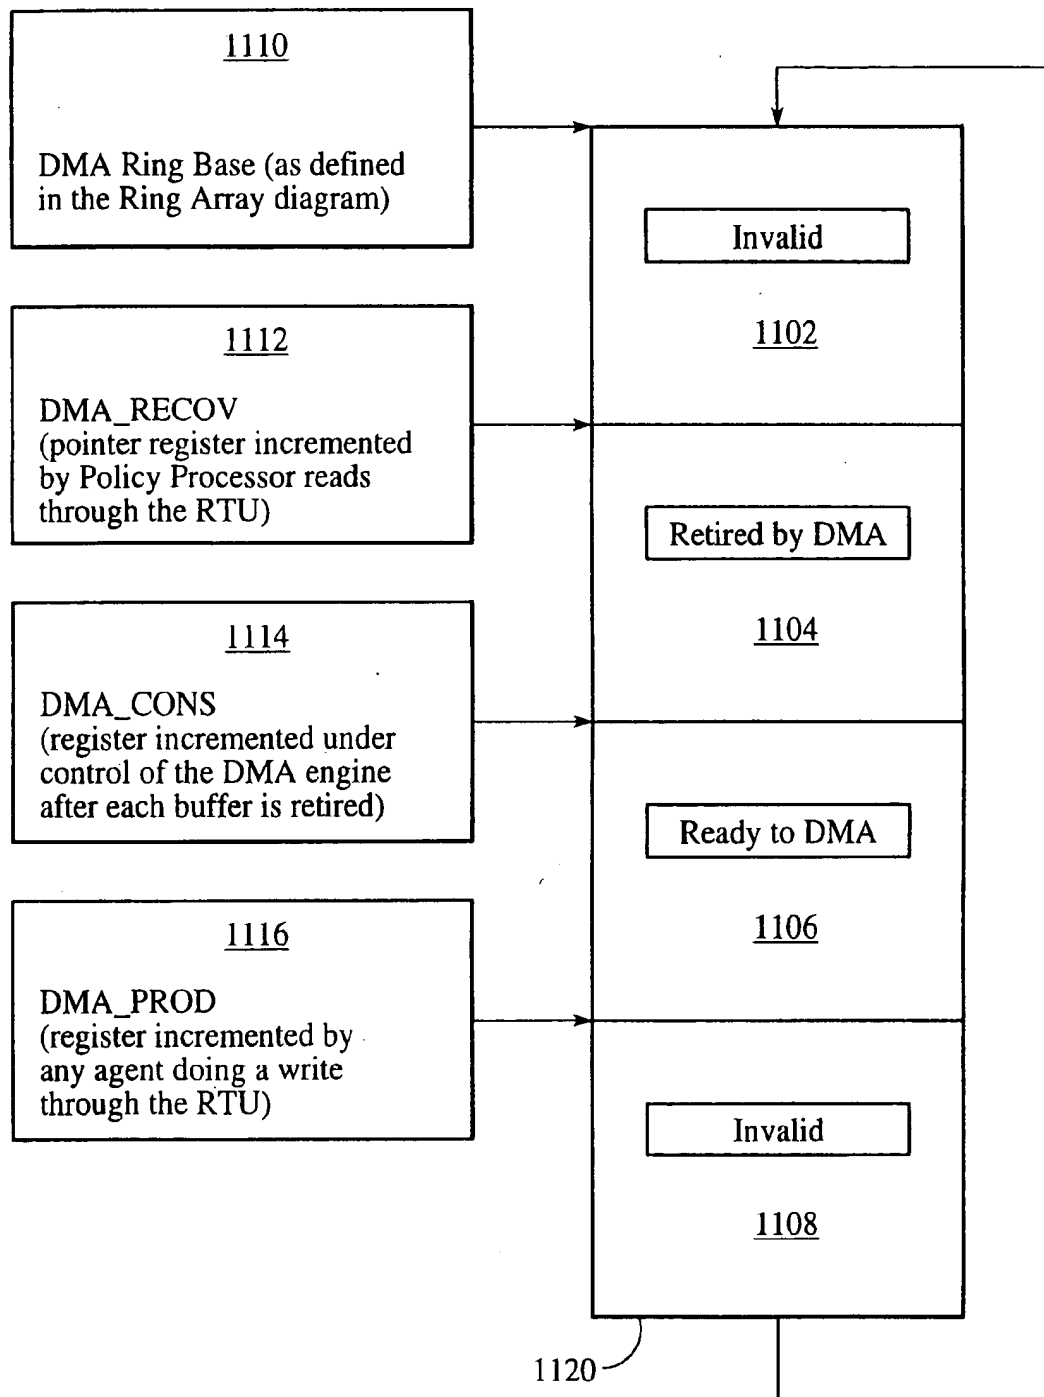 1110
DMA Ring Base (as defined
in the Ring Array diagram)
1112
DMA_RECOV
(pointer register incremented
by Policy Processor reads
through the RTU)
1114
DMA_CONS
(register incremented under
control of the DMA engine
after each buffer is retired)
1116
DMA_PROD
(register incremented by
any agent doing a write
through the RTU)
Invalid
1102
Retired by DMA
1104
Ready to DMA
1106
Invalid
1108
1120